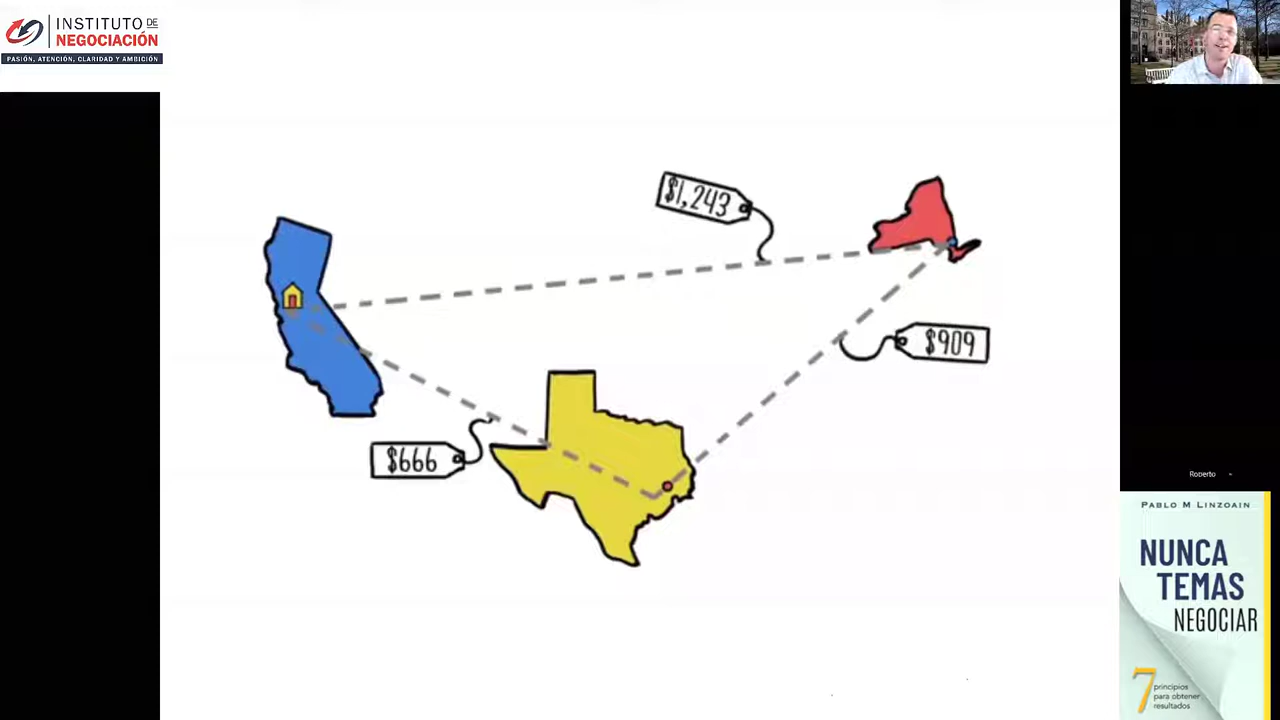 INSTITUTO DE
NEGOCIACIÓN
PASIÓN, ATENCIÓN, CLARIDAD Y AMBICIÓN
$1,243
$909
$666
Roberto
PABLO M LINZOAIN
NUNCA
TEMAS
NEGOCIAR
7 principios
para obtener
resultados